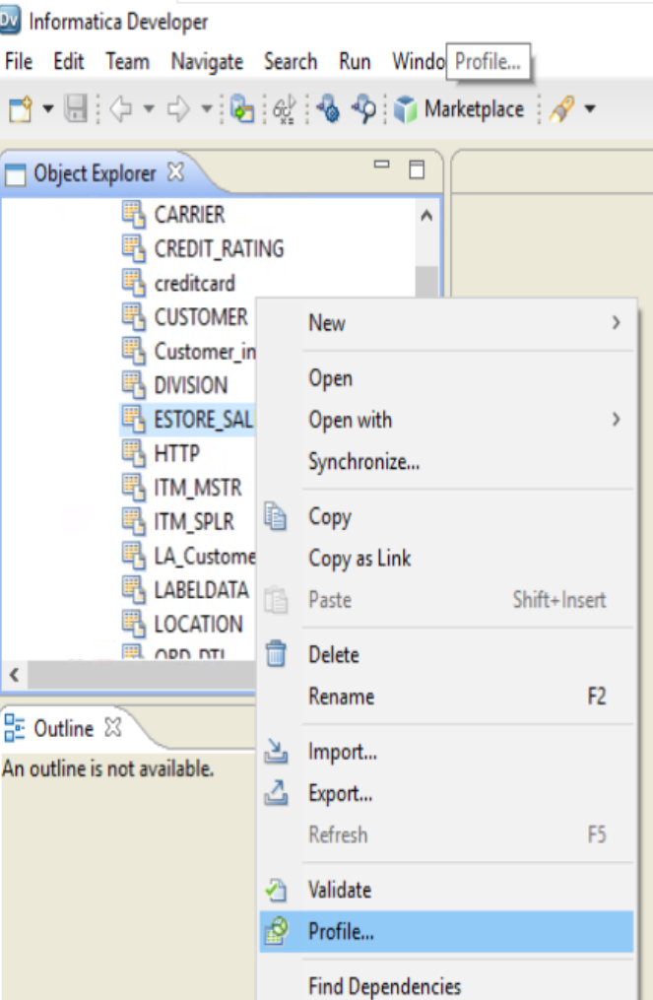 Dv Informatica Developer
File Edit Team Navigate Search Run Windo Profile...
Marketplace
Object Explorer
CARRIER
CREDIT_RATING
creditcard
CUSTOMER
Customer_in
DIVISION
ESTORE_SAL
HTTP
ITM_MSTR
ITM_SPLR
LA_Custome
LABELDATA
LOCATION
ORD_DTL
Outline
An outline is not available.
New
Open
Open with
Synchronize...
Copy
Copy as Link
Paste Shift+Insert
Delete
Rename F2
Import...
Export...
Refresh F5
Validate
Profile...
Find Dependencies